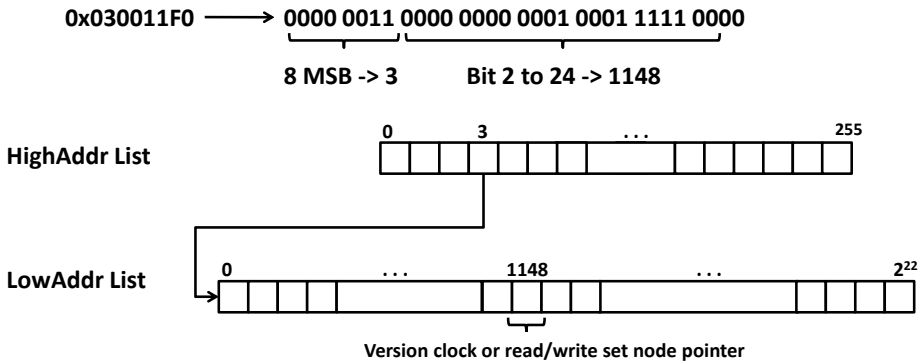 0x030011F0 0000 0011 0000 0000 0001 0001 1111 0000
8 MSB -> 3 Bit 2 to 24 -> 1148
0 3 ... 255
HighAddr List
0 ... 1148 ... 2²²
LowAddr List
Version clock or read/write set node pointer